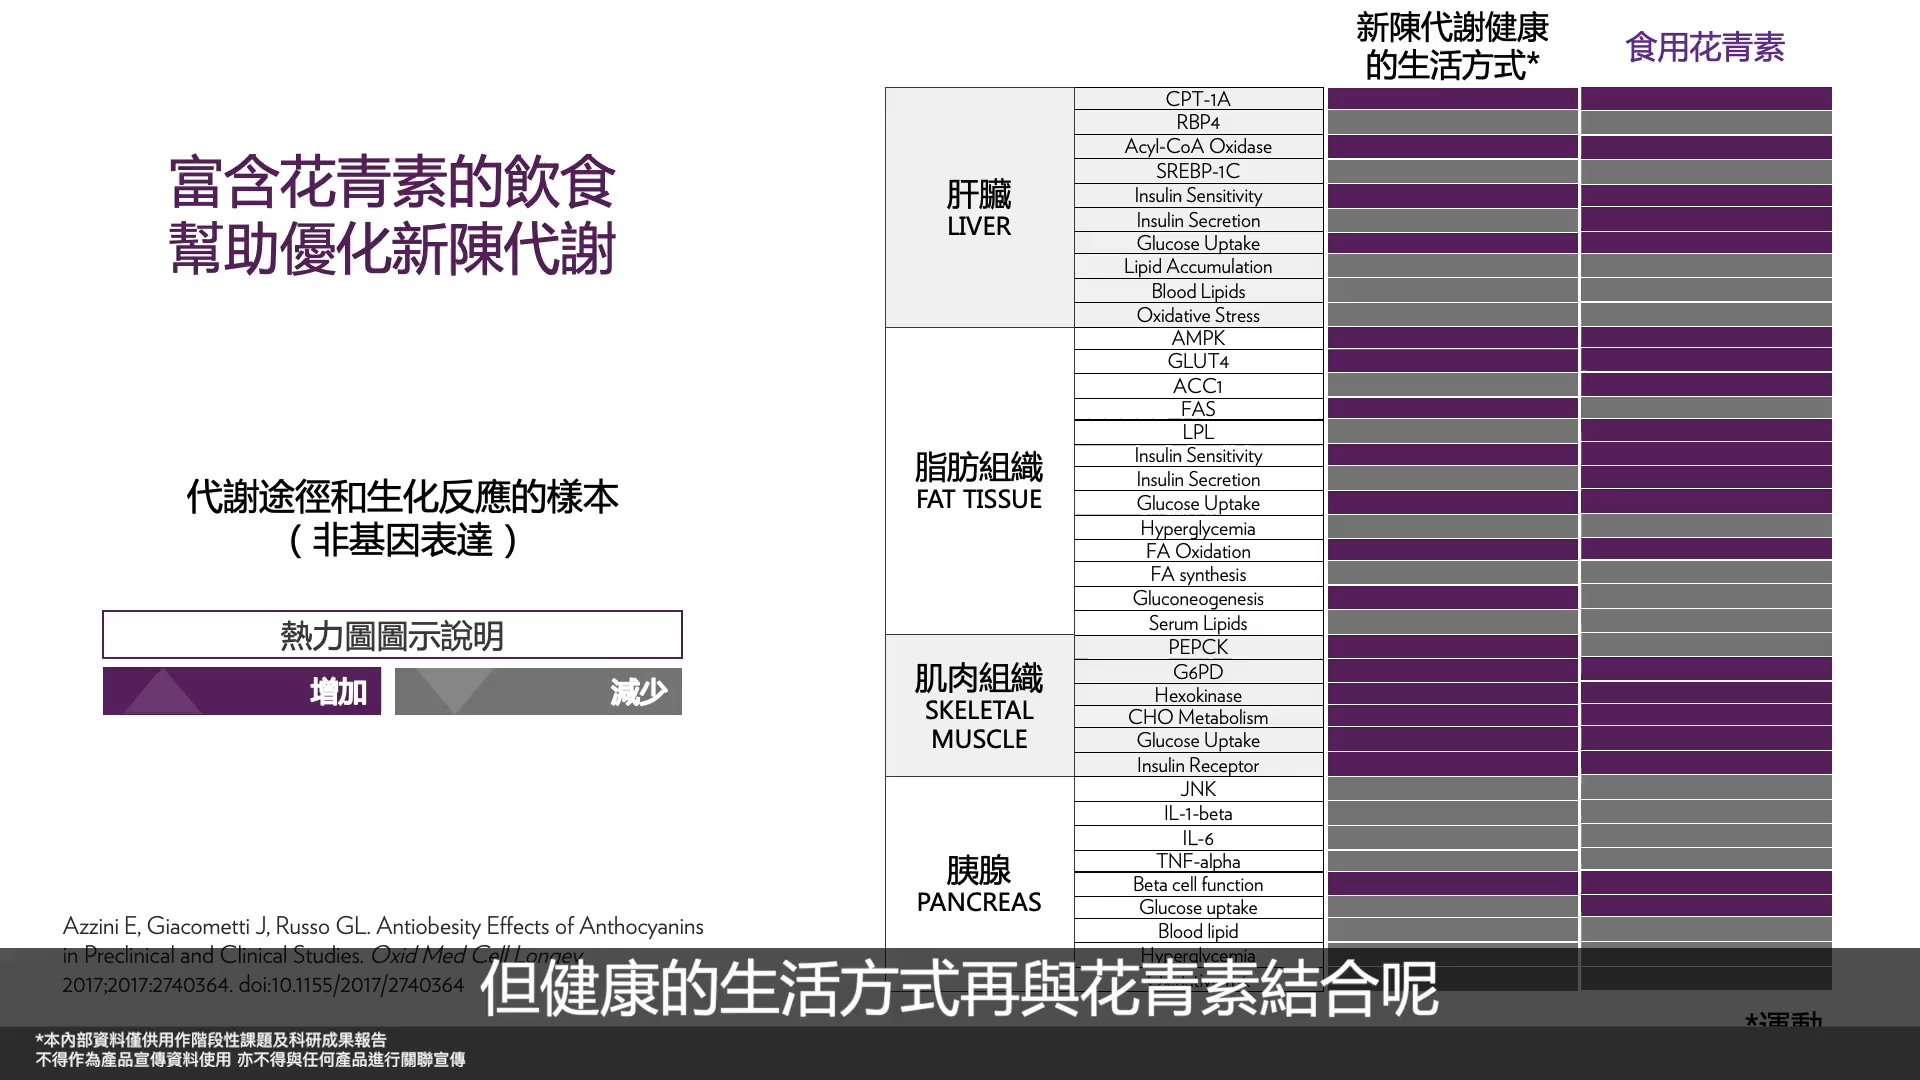 新陳代謝健康
的生活方式*
食用花青素
富含花青素的飲食
幫助優化新陳代謝
代謝途徑和生化反應的樣本
（非基因表達）
熱力圖圖示說明
增加
減少
肝臟
LIVER
CPT-1A
RBP4
Acyl-CoA Oxidase
SREBP-1C
Insulin Sensitivity
Insulin Secretion
Glucose Uptake
Lipid Accumulation
Blood Lipids
Oxidative Stress
脂肪組織
FAT TISSUE
AMPK
GLUT4
ACC1
FAS
LPL
Insulin Sensitivity
Insulin Secretion
Glucose Uptake
Hyperglycemia
FA Oxidation
FA synthesis
Gluconeogenesis
Serum Lipids
肌肉組織
SKELETAL
MUSCLE
PEPCK
G6PD
Hexokinase
CHO Metabolism
Glucose Uptake
Insulin Receptor
胰腺
PANCREAS
JNK
IL-1-beta
IL-6
TNF-alpha
Beta cell function
Glucose uptake
Blood lipid
Hyperglycemia
Azzini E, Giacometti J, Russo GL. Antiobesity Effects of Anthocyanins
in Preclinical and Clinical Studies. Oxid Med Cell Longev.
2017;2017:2740364. doi:10.1155/2017/2740364
但健康的生活方式再與花青素結合呢
*運動
*本內部資料僅供用作階段性課題及科研成果報告
不得作為產品宣傳資料使用 亦不得與任何產品進行關聯宣傳